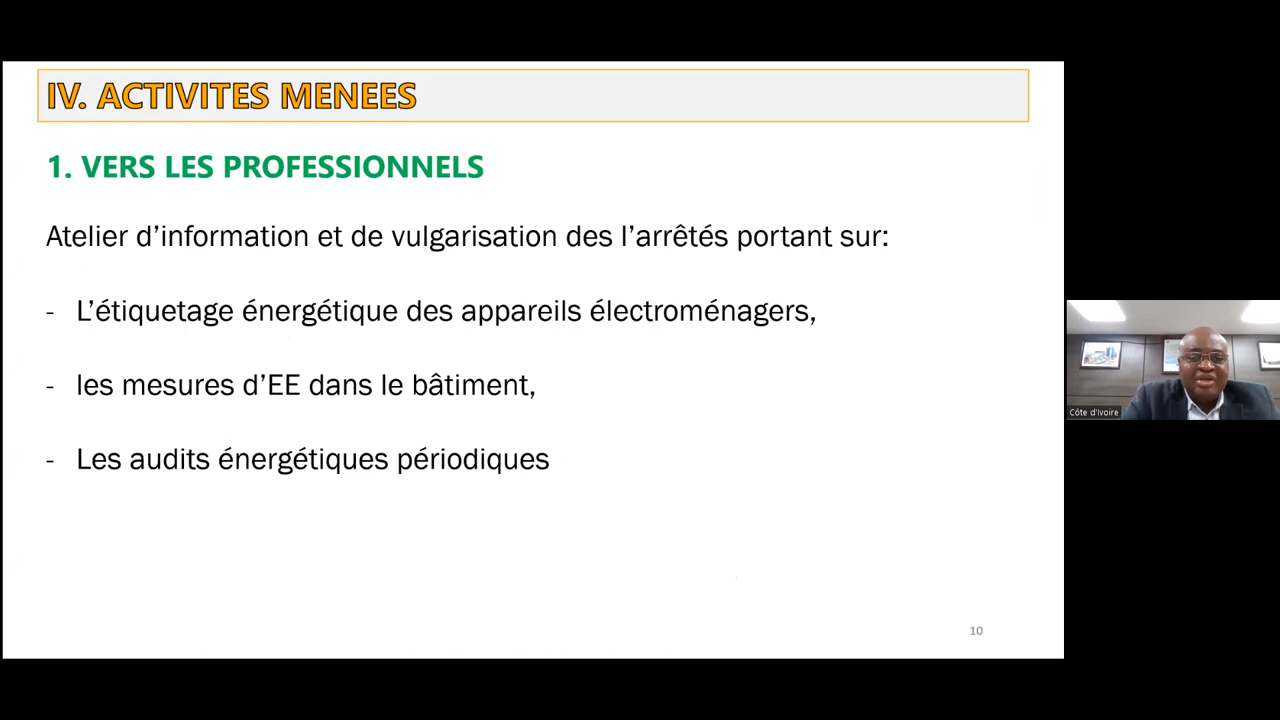 IV. ACTIVITES MENEES
1. VERS LES PROFESSIONNELS
Atelier d’information et de vulgarisation des l’arrêtés portant sur:
- L’étiquetage énergétique des appareils électroménagers,
- les mesures d’EE dans le bâtiment,
- Les audits énergétiques périodiques
10
Côte d'Ivoire